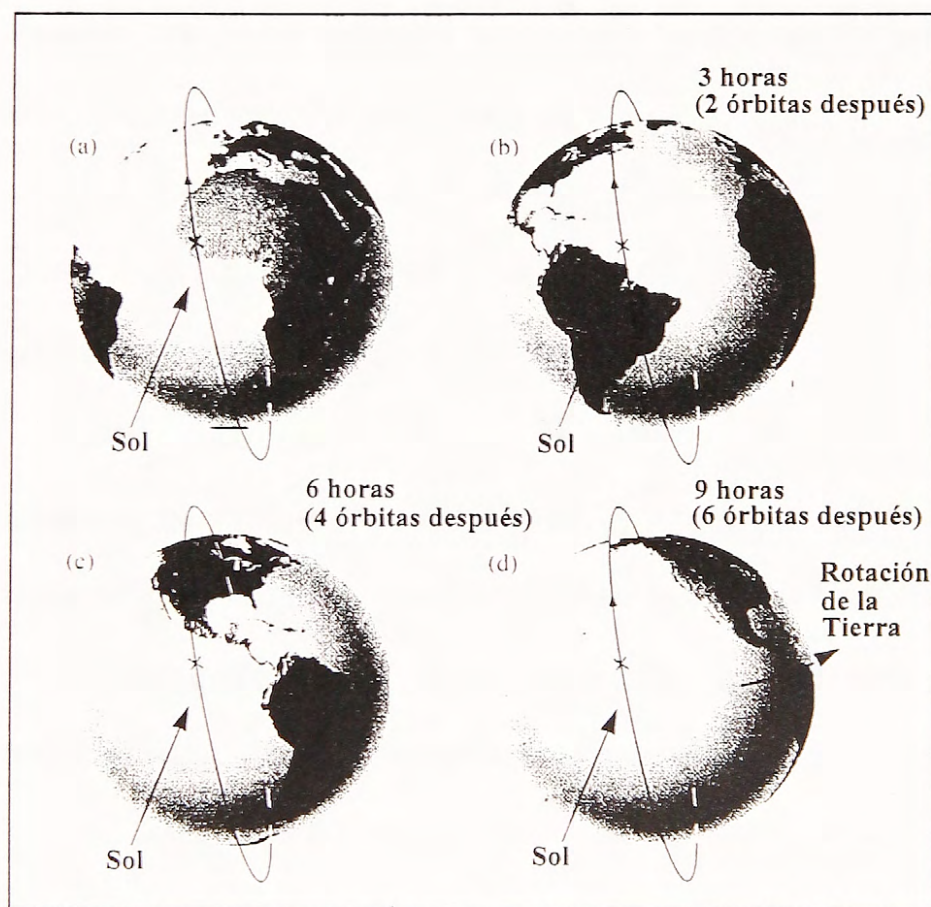 3 horas
(2 órbitas después)
(a)
(b)
Sol
Sol
6 horas
(4 órbitas después)
9 horas
(6 órbitas después)
(c)
(d)
Rotación
de la
Tierra
Sol
Sol